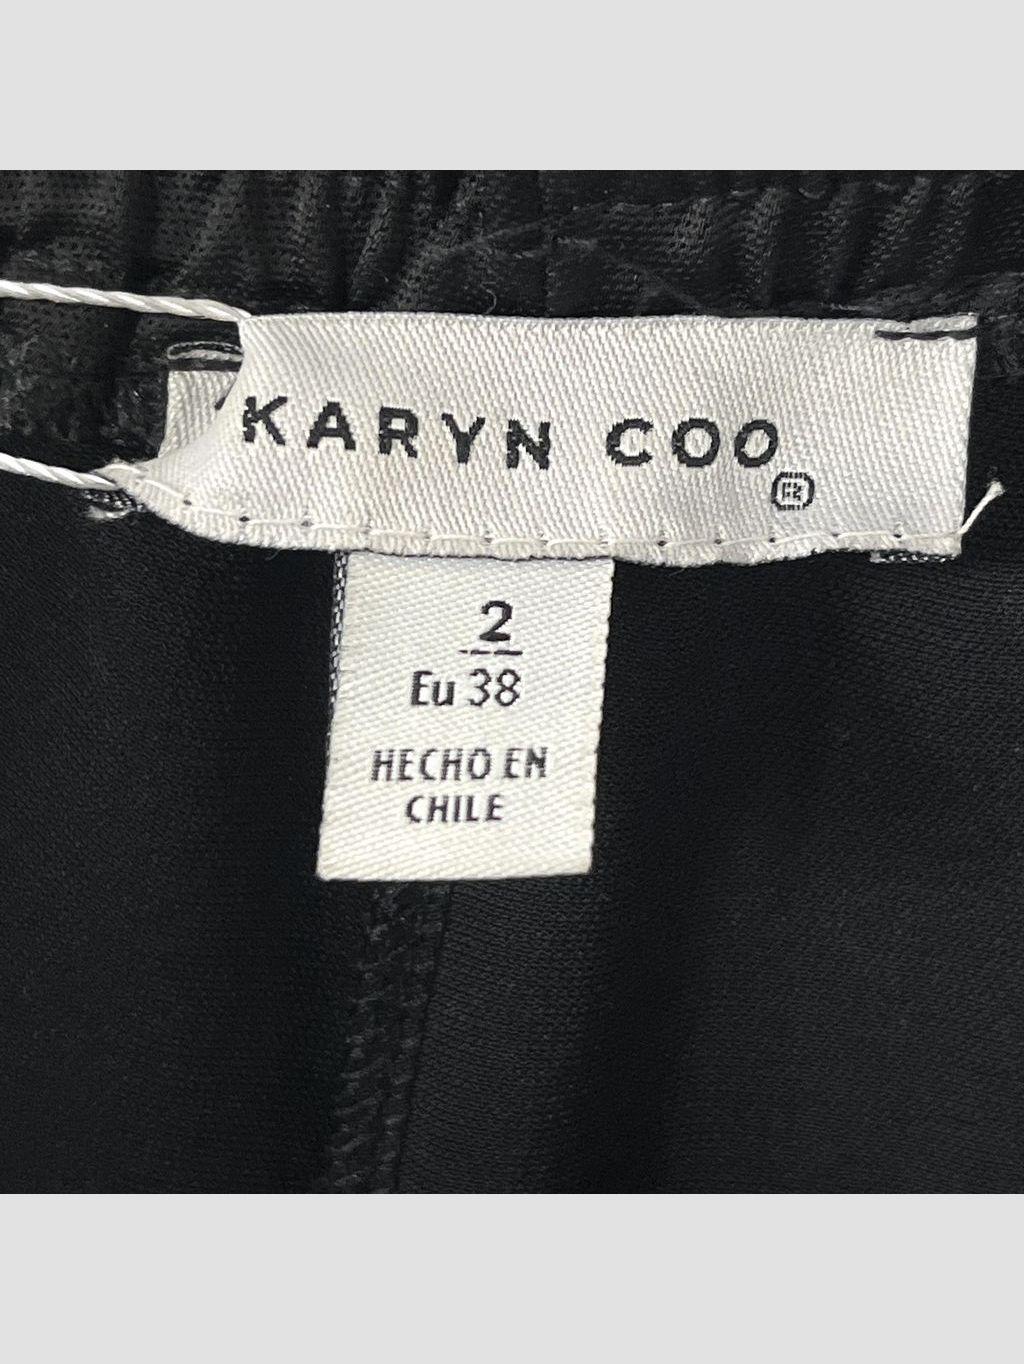 KARYN COO®
2
Eu 38
HECHO EN
CHILE